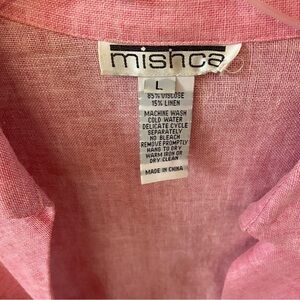 mishca
L
85% VISCOSE
15% LINEN
MACHINE WASH
COLD WATER
DELICATE CYCLE
SEPARATELY
NO BLEACH
REMOVE PROMPTLY
HANG TO DRY
WARM IRON OR
DRY CLEAN
MADE IN CHINA